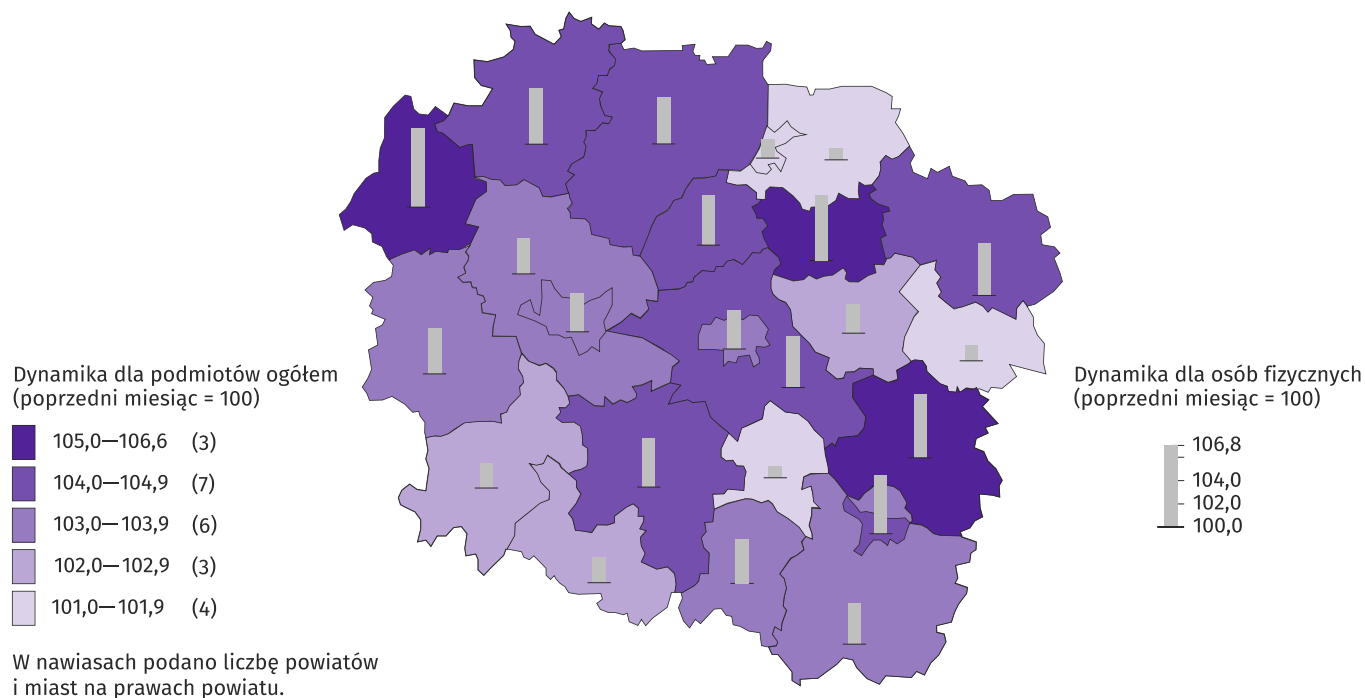 Dynamika dla podmiotów ogółem
(poprzedni miesiąc = 100)
105,0—106,6 (3)
104,0—104,9 (7)
103,0—103,9 (6)
102,0—102,9 (3)
101,0—101,9 (4)
W nawiasach podano liczbę powiatów
i miast na prawach powiatu.
Dynamika dla osób fizycznych
(poprzedni miesiąc = 100)
106,8
104,0
102,0
100,0